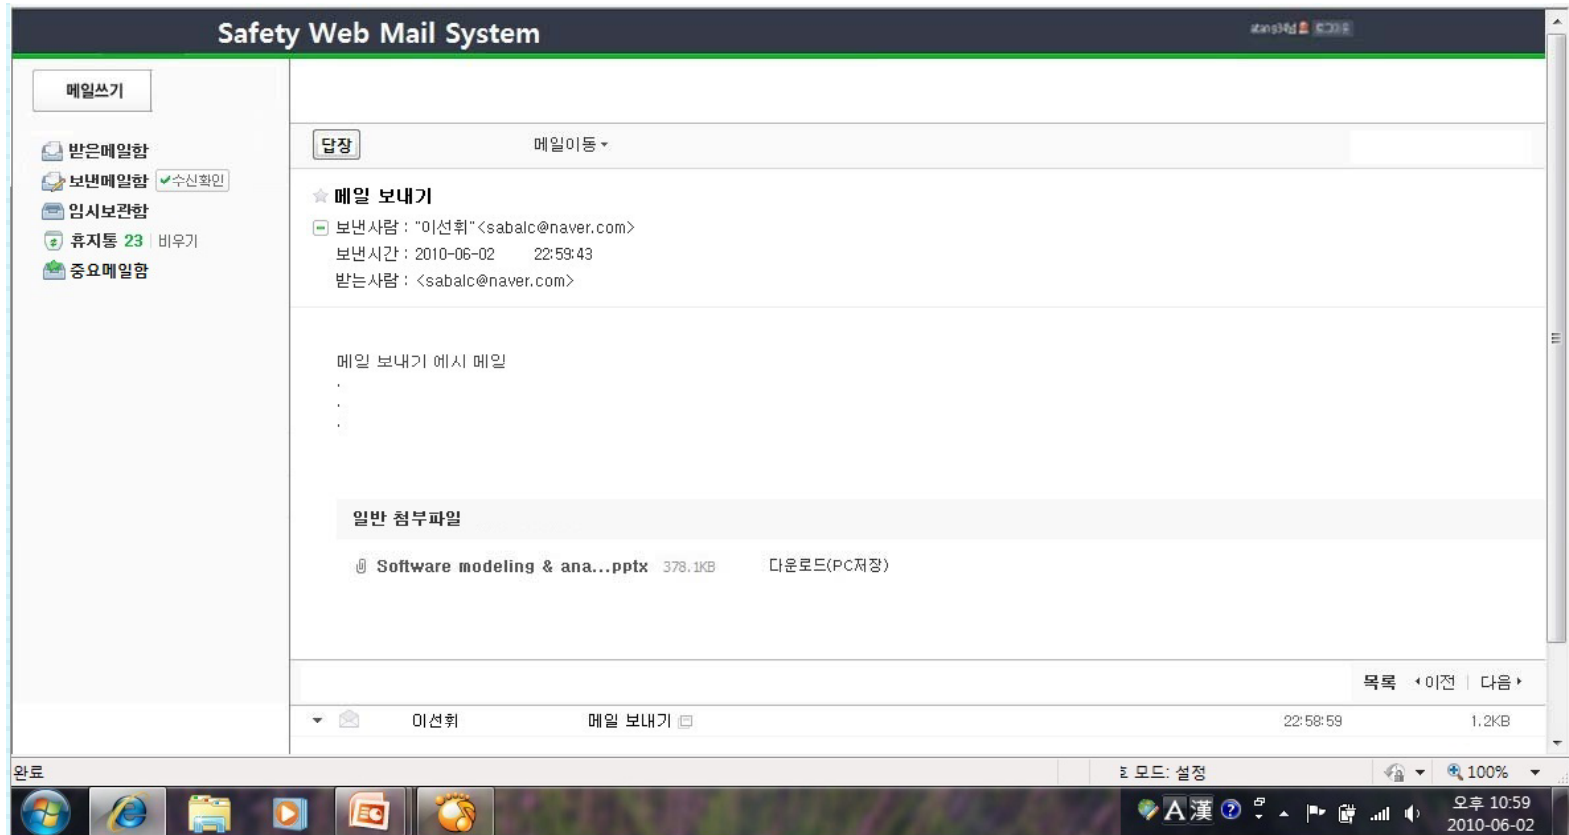 Safety Web Mail System
메일쓰기
받은메일함
보낸메일함 수신확인
임시보관함
휴지통 23 비우기
중요메일함
답장 메일이동
메일 보내기
보낸사람 : "이선휘"<sabalc@naver.com>
보낸시간 : 2010-06-02 22:59:43
받는사람 : <sabalc@naver.com>
메일 보내기 에시 메일
.
.
.
일반 첨부파일
Software modeling & ana...pptx 378.1KB 다운로드(PC저장)
목록 이전 | 다음
이선휘 메일 보내기 22:58:59 1.2KB
완료 모드: 설정 100%
A 漢 오후 10:59
2010-06-02